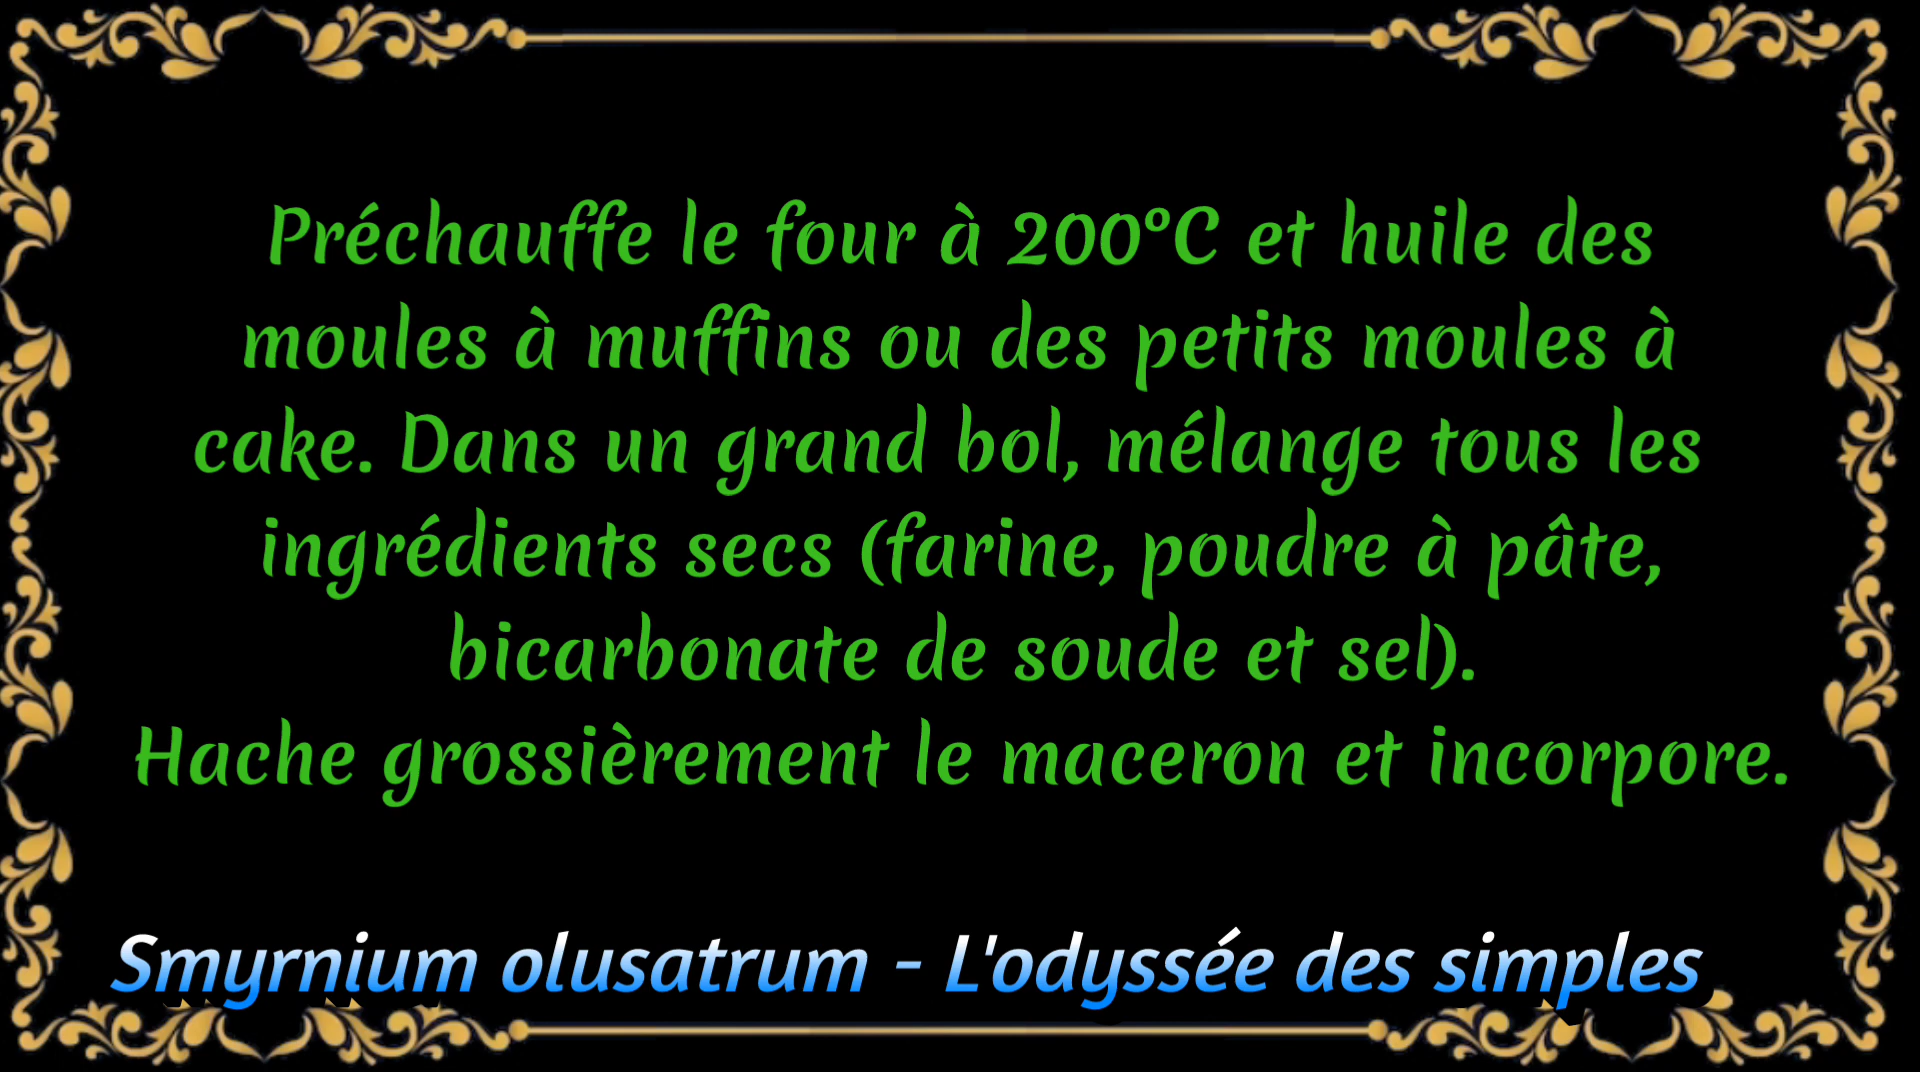 Préchauffe le four à 200°C et huile des
moules à muffins ou des petits moules à
cake. Dans un grand bol, mélange tous les
ingrédients secs (farine, poudre à pâte,
bicarbonate de soude et sel).
Hache grossièrement le maceron et incorpore.
Smyrnium olusatrum - L'odyssée des simples